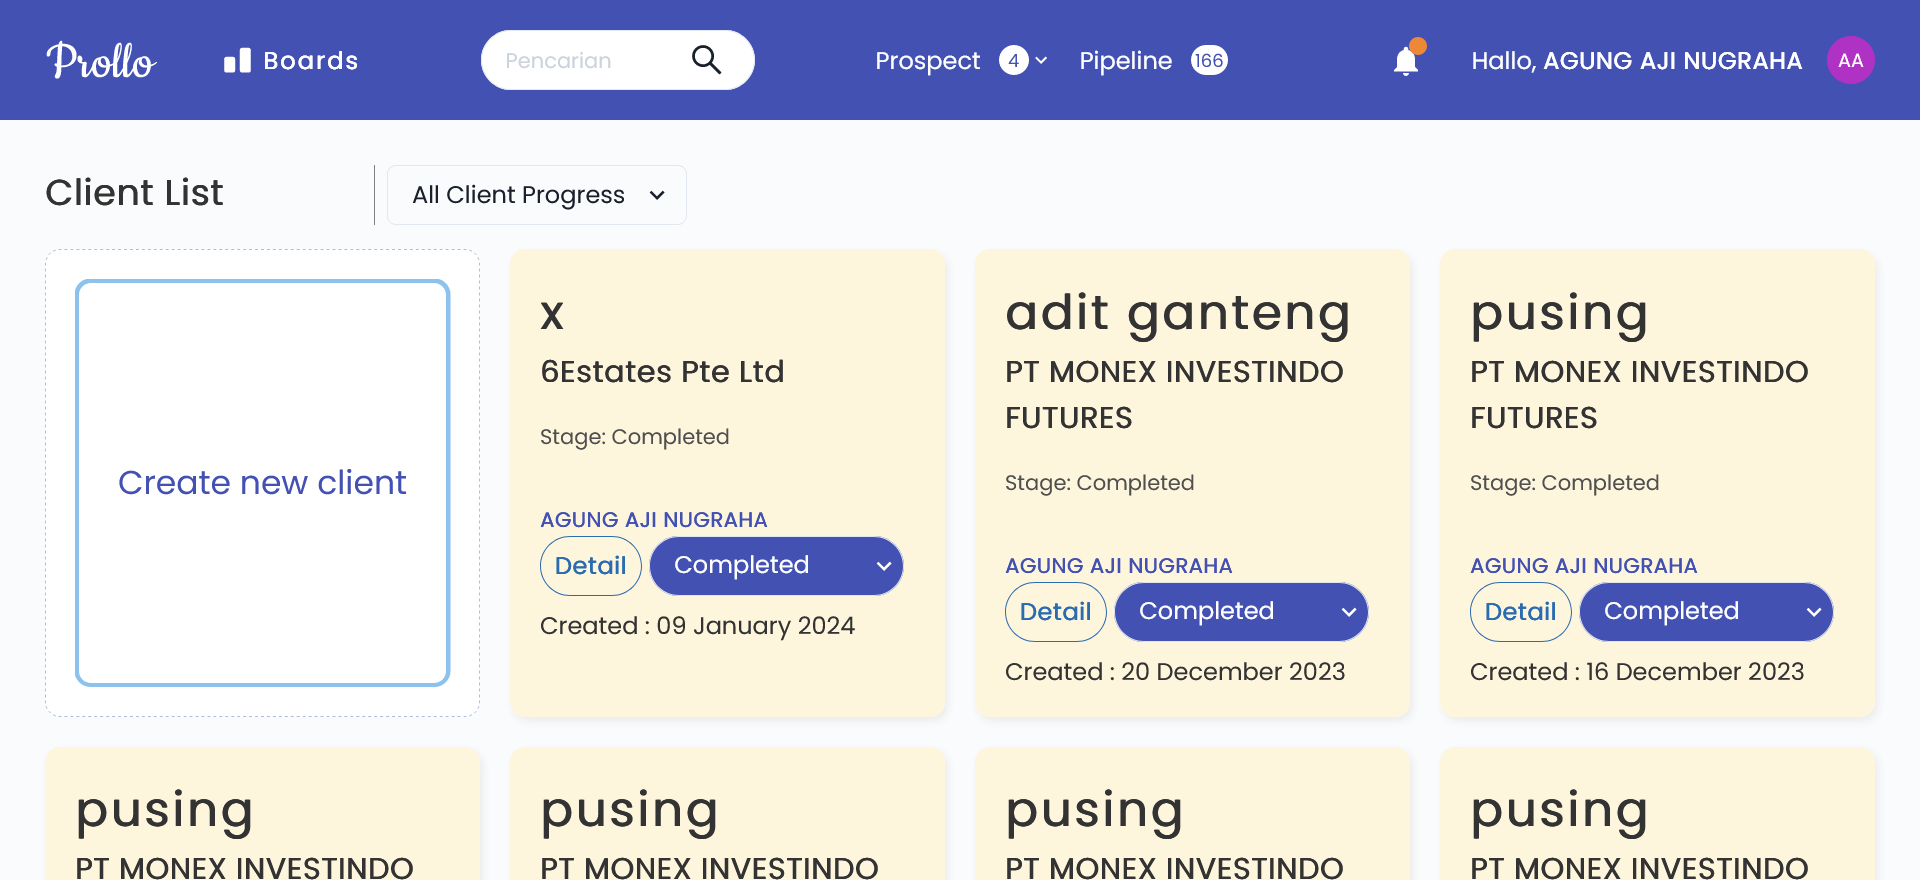 Prollo
Boards
Pencarian
Prospect 4
Pipeline 166
Hallo, AGUNG AJI NUGRAHA
AA
Client List
All Client Progress
Create new client
x
6Estates Pte Ltd
Stage: Completed
AGUNG AJI NUGRAHA
Detail
Completed
Created : 09 January 2024
adit ganteng
PT MONEX INVESTINDO
FUTURES
Stage: Completed
AGUNG AJI NUGRAHA
Detail
Completed
Created : 20 December 2023
pusing
PT MONEX INVESTINDO
FUTURES
Stage: Completed
AGUNG AJI NUGRAHA
Detail
Completed
Created : 16 December 2023
pusing
PT MONEX INVESTINDO
pusing
PT MONEX INVESTINDO
pusing
PT MONEX INVESTINDO
pusing
PT MONEX INVESTINDO